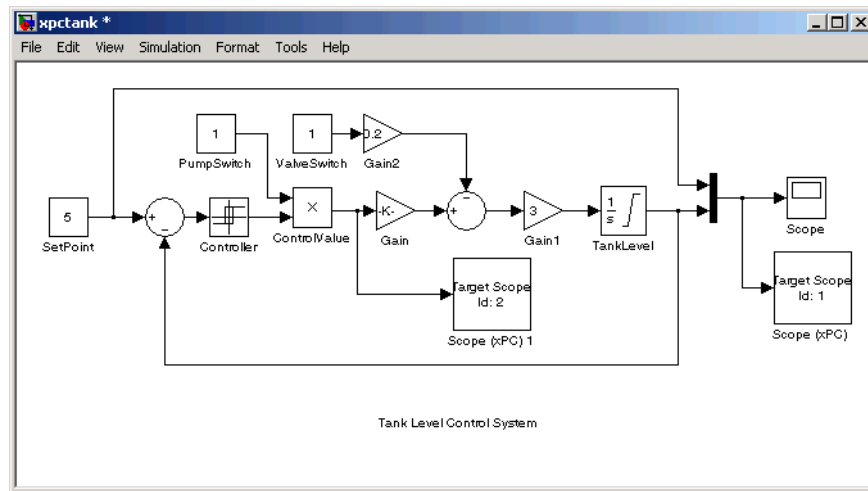 xpctank *
File Edit View Simulation Format Tools Help
1
PumpSwitch
1
ValveSwitch
0.2
Gain2
5
SetPoint
+
−
Controller
×
ControlValue
-K-
Gain
+
−
3
Gain1
1
s
TankLevel
Scope
Target Scope
Id: 2
Scope (xPC) 1
Target Scope
Id: 1
Scope (xPC)
Tank Level Control System